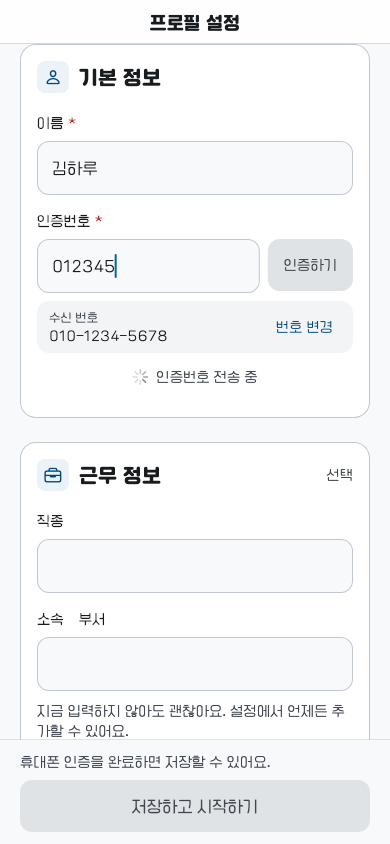 프로필 설정
기본 정보
이름 *
김하루
인증번호 *
012345
인증하기
수신 번호
010-1234-5678
번호 변경
인증번호 전송 중
근무 정보
선택
직종
소속 부서
지금 입력하지 않아도 괜찮아요. 설정에서 언제든 추
가할 수 있어요.
휴대폰 인증을 완료하면 저장할 수 있어요.
저장하고 시작하기